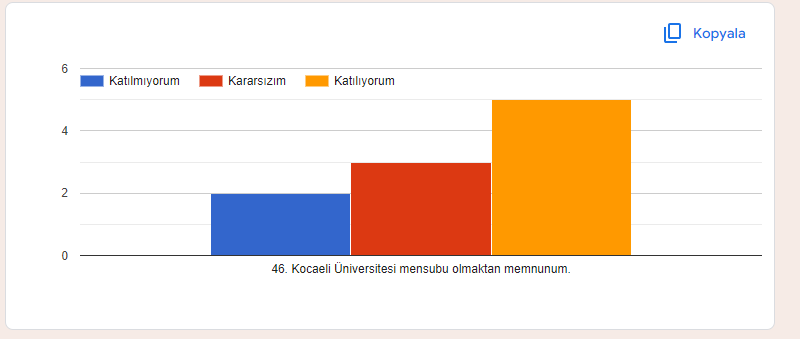 Kopyala
6
Katılmıyorum Kararsızım Katılıyorum
4
2
0
46. Kocaeli Üniversitesi mensubu olmaktan memnunum.